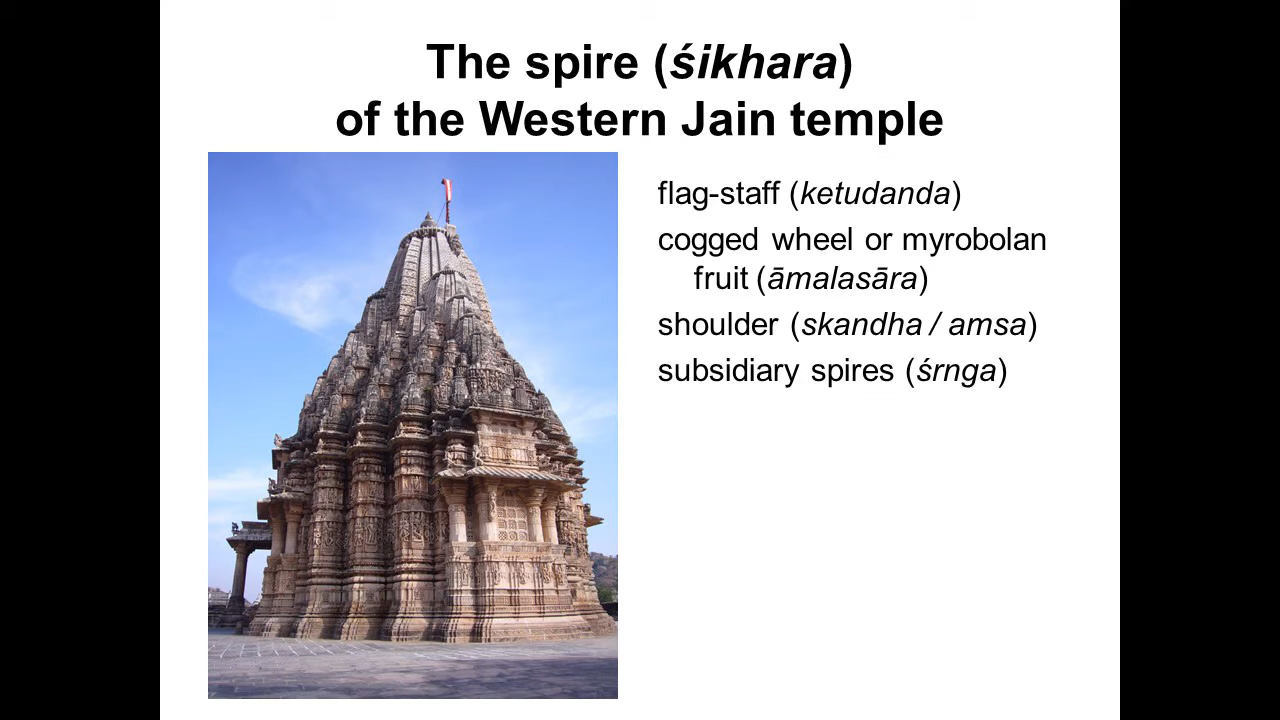 The spire (śikhara)
of the Western Jain temple
flag-staff (ketudanda)
cogged wheel or myrobolan
fruit (āmalasāra)
shoulder (skandha / amsa)
subsidiary spires (śrnga)